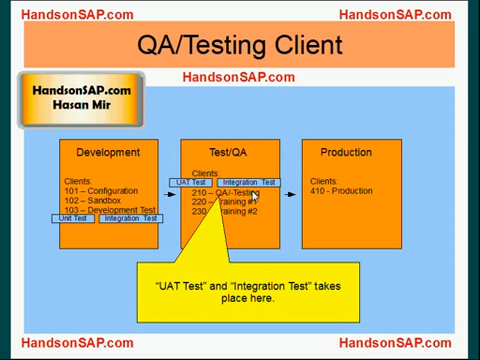 HandsonSAP.com
HandsonSAP.com
QA/Testing Client
HandsonSAP.com
HandsonSAP.com
Hasan Mir
Development
Clients:
101 – Configuration
102 – Sandbox
103 – Development Test
Unit Test
Integration Test
Test/QA
Clients:
UAT Test
Integration Test
210 – QA/-Testing
220 – Training #1
230 – Training #2
Production
Clients:
410 - Production
“UAT Test” and “Integration Test” takes
place here.
HandsonSAP.com
HandsonSAP.com